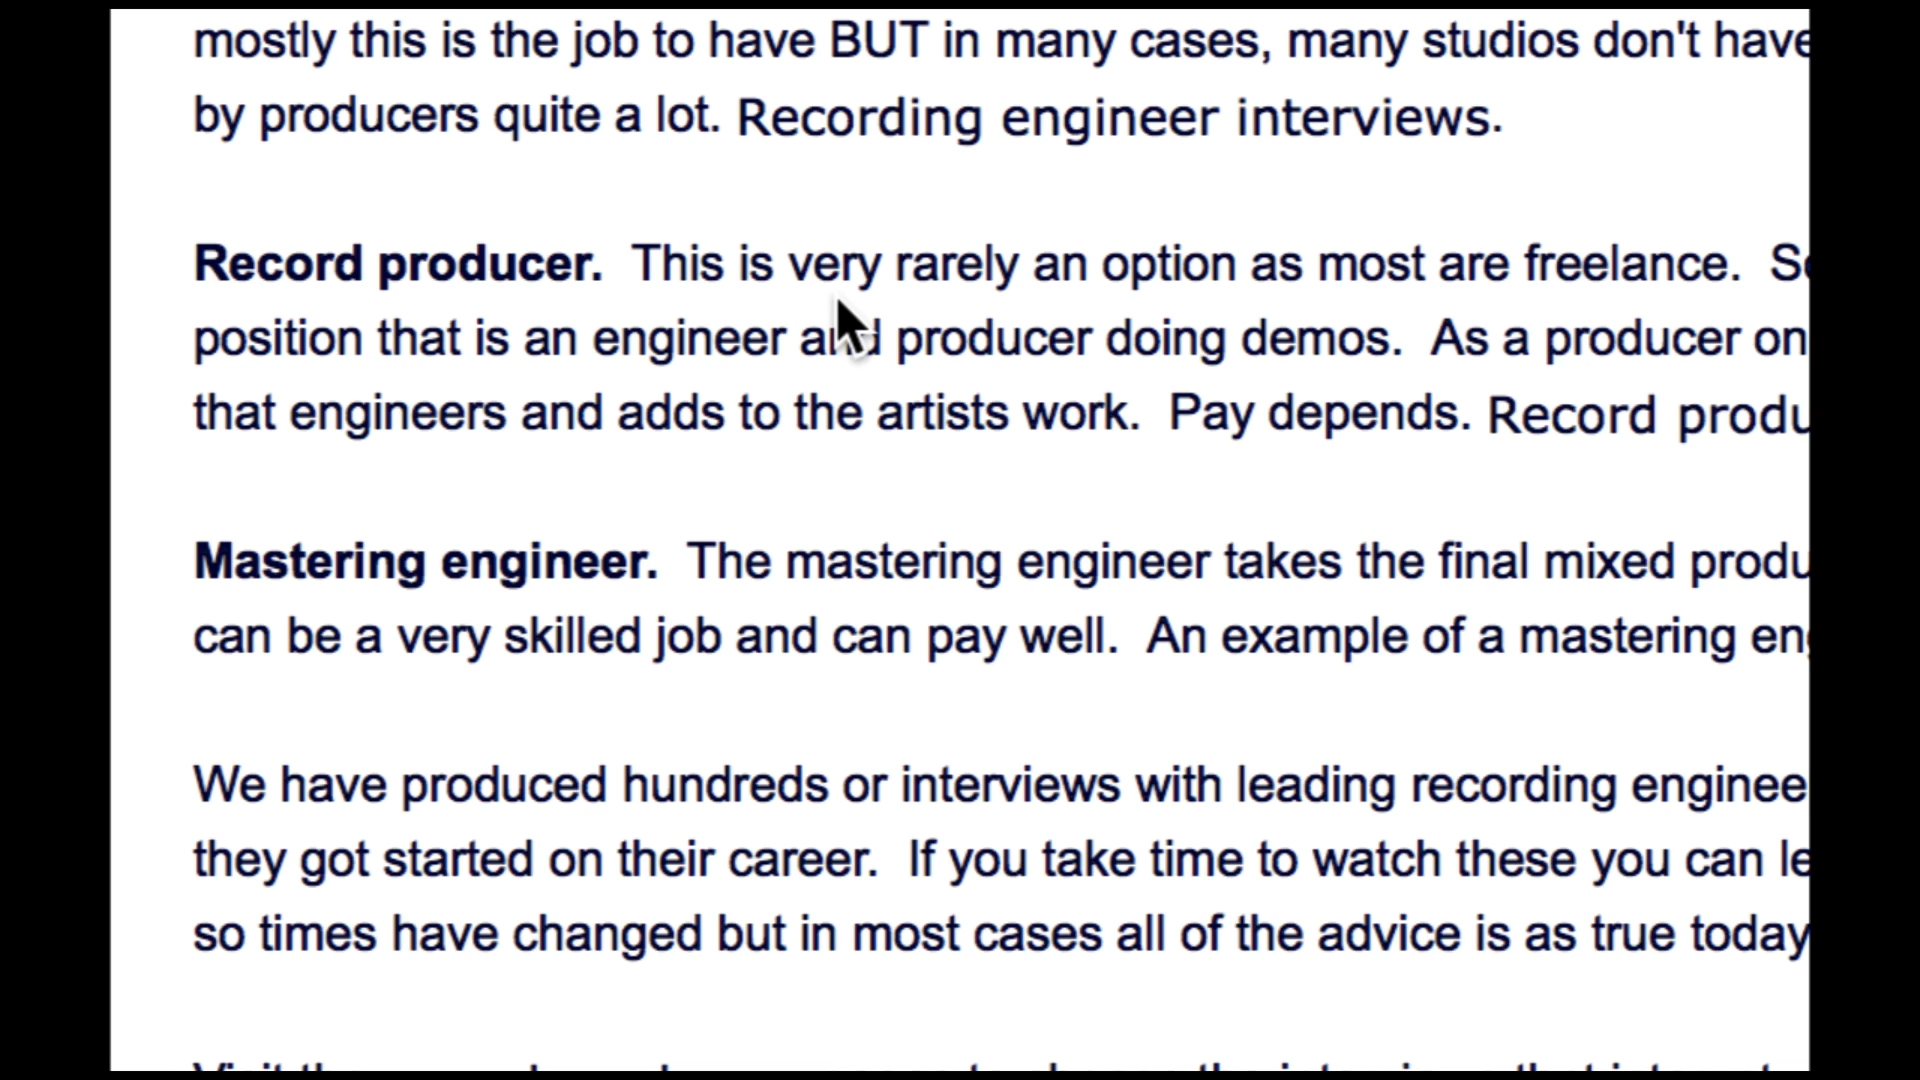 mostly this is the job to have BUT in many cases, many studios don't have
by producers quite a lot. Recording engineer interviews.
Record producer. This is very rarely an option as most are freelance.
position that is an engineer and producer doing demos. As a producer on
that engineers and adds to the artists work. Pay depends. Record produ
Mastering engineer. The mastering engineer takes the final mixed produ
can be a very skilled job and can pay well. An example of a mastering
We have produced hundreds or interviews with leading recording enginee
they got started on their career. If you take time to watch these you can le
so times have changed but in most cases all of the advice is as true today